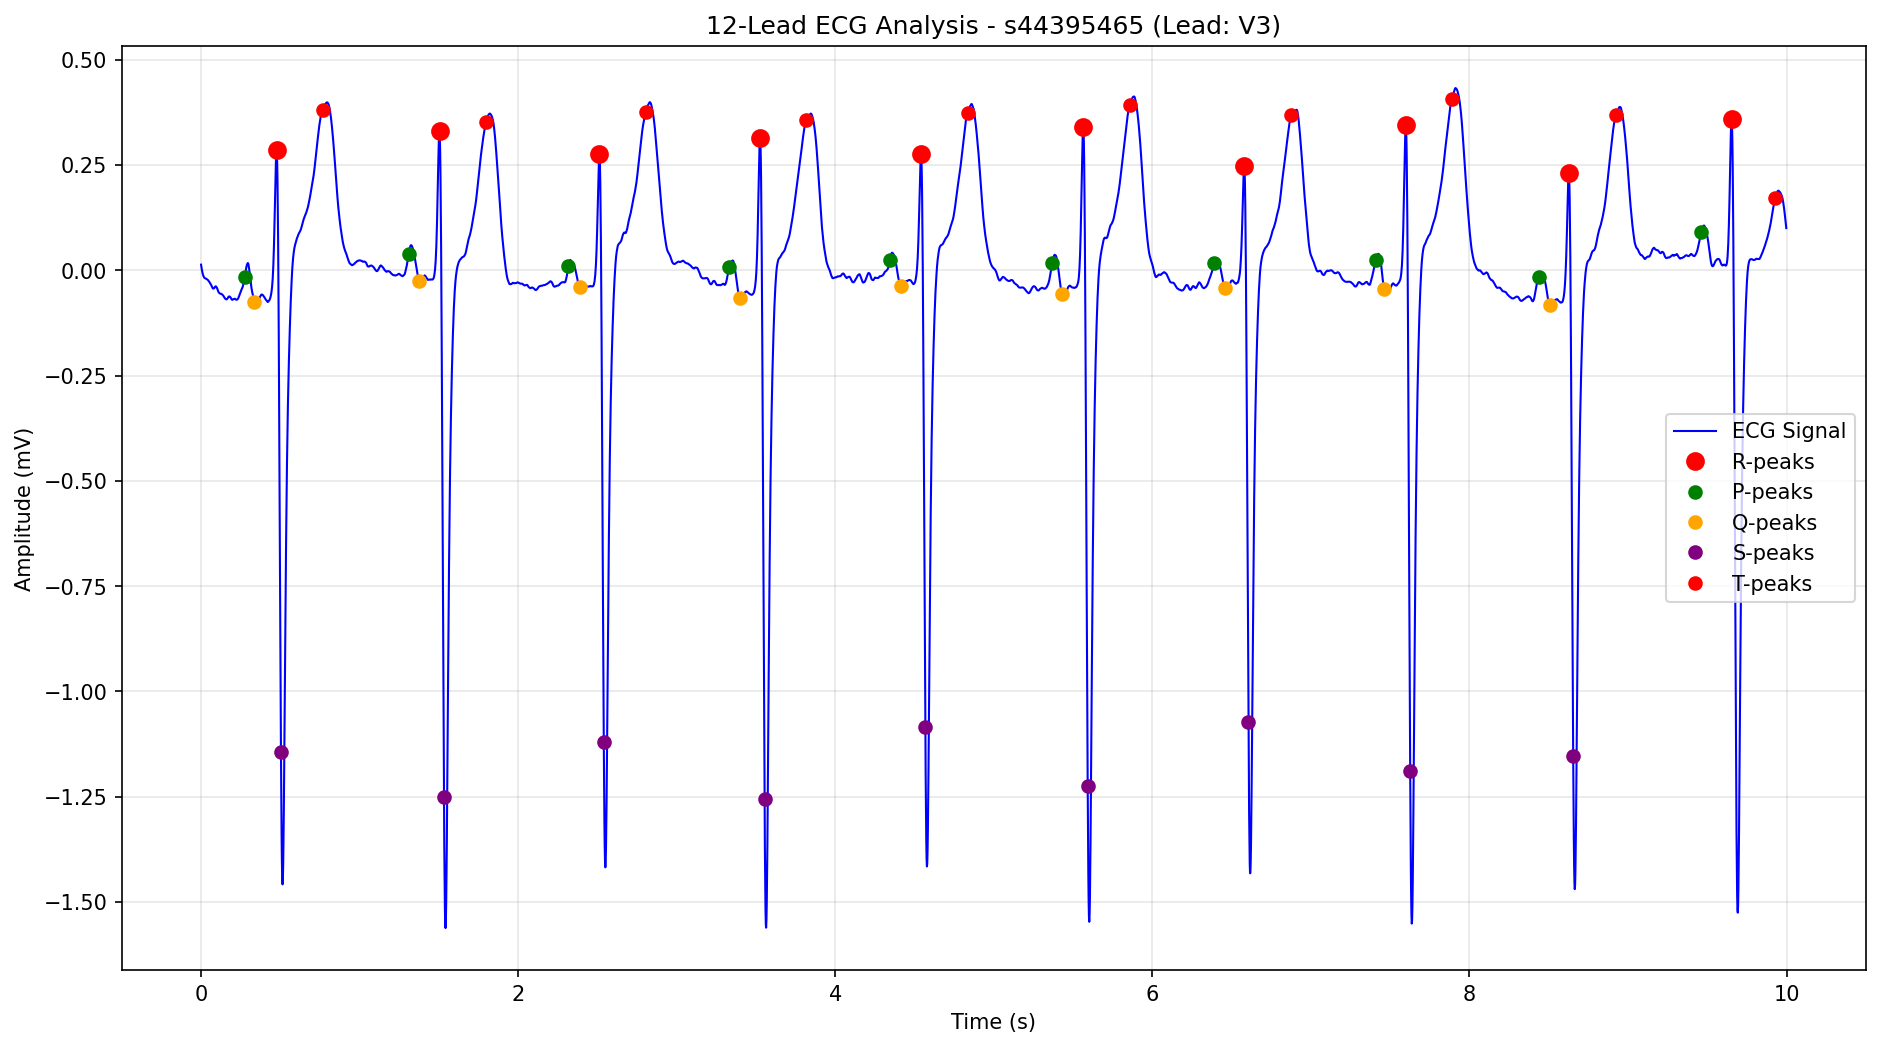 12-Lead ECG Analysis - s44395465 (Lead: V3)
Amplitude (mV)
0.50
0.25
0.00
−0.25
−0.50
−0.75
−1.00
−1.25
−1.50
ECG Signal
R-peaks
P-peaks
Q-peaks
S-peaks
T-peaks
0 2 4 6 8 10
Time (s)